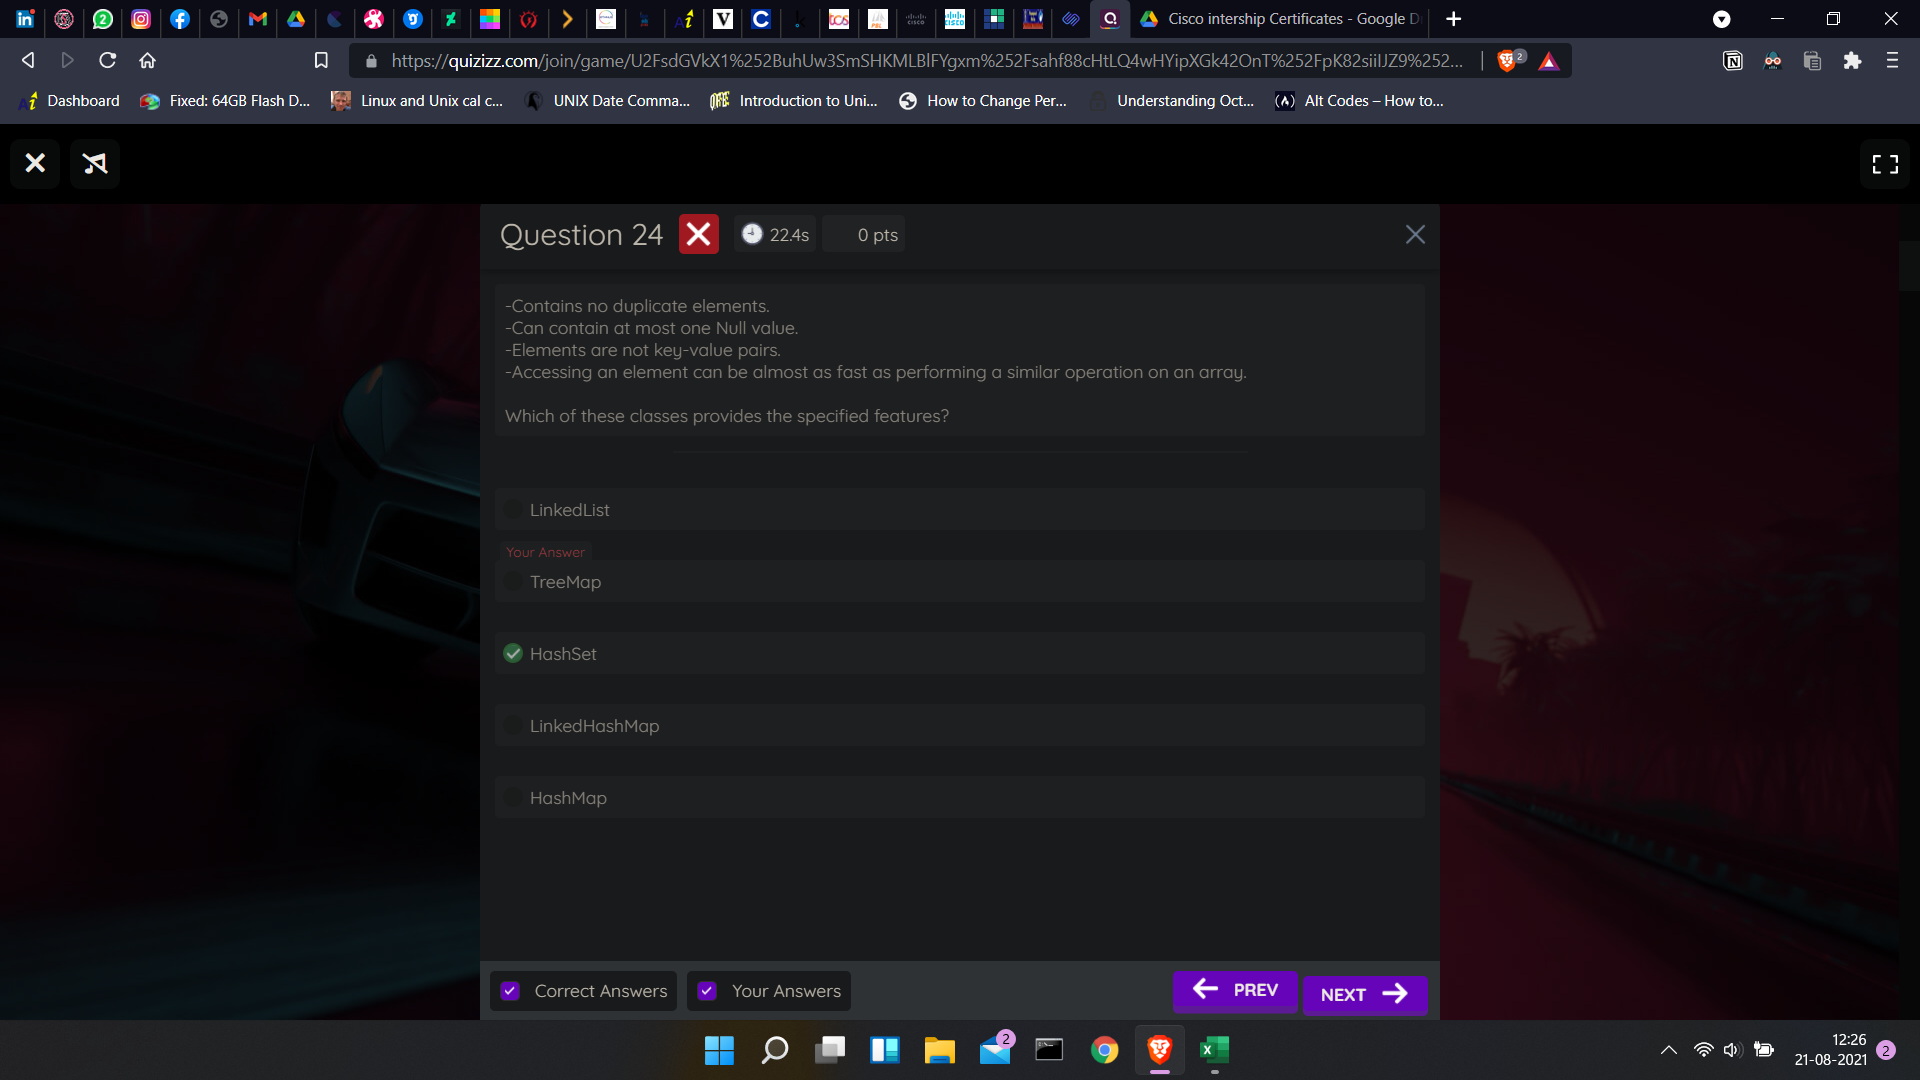 Cisco intership Certificates - Google D
https://quizizz.com/join/game/U2FsdGVkX1%252BuhUw3SmSHKMLBlFYgxm%252Fsahf88cHtLQ4wHYipXGk42OnT%252FpK82siiIJZ9%252...
2
Dashboard
Fixed: 64GB Flash D...
Linux and Unix cal c...
UNIX Date Comma...
Introduction to Uni...
How to Change Per...
Understanding Oct...
Alt Codes – How to...
Question 24
22.4s
0 pts
-Contains no duplicate elements.
-Can contain at most one Null value.
-Elements are not key-value pairs.
-Accessing an element can be almost as fast as performing a similar operation on an array.
Which of these classes provides the specified features?
LinkedList
Your Answer
TreeMap
HashSet
LinkedHashMap
HashMap
Correct Answers
Your Answers
PREV
NEXT
2
12:26
21-08-2021
2